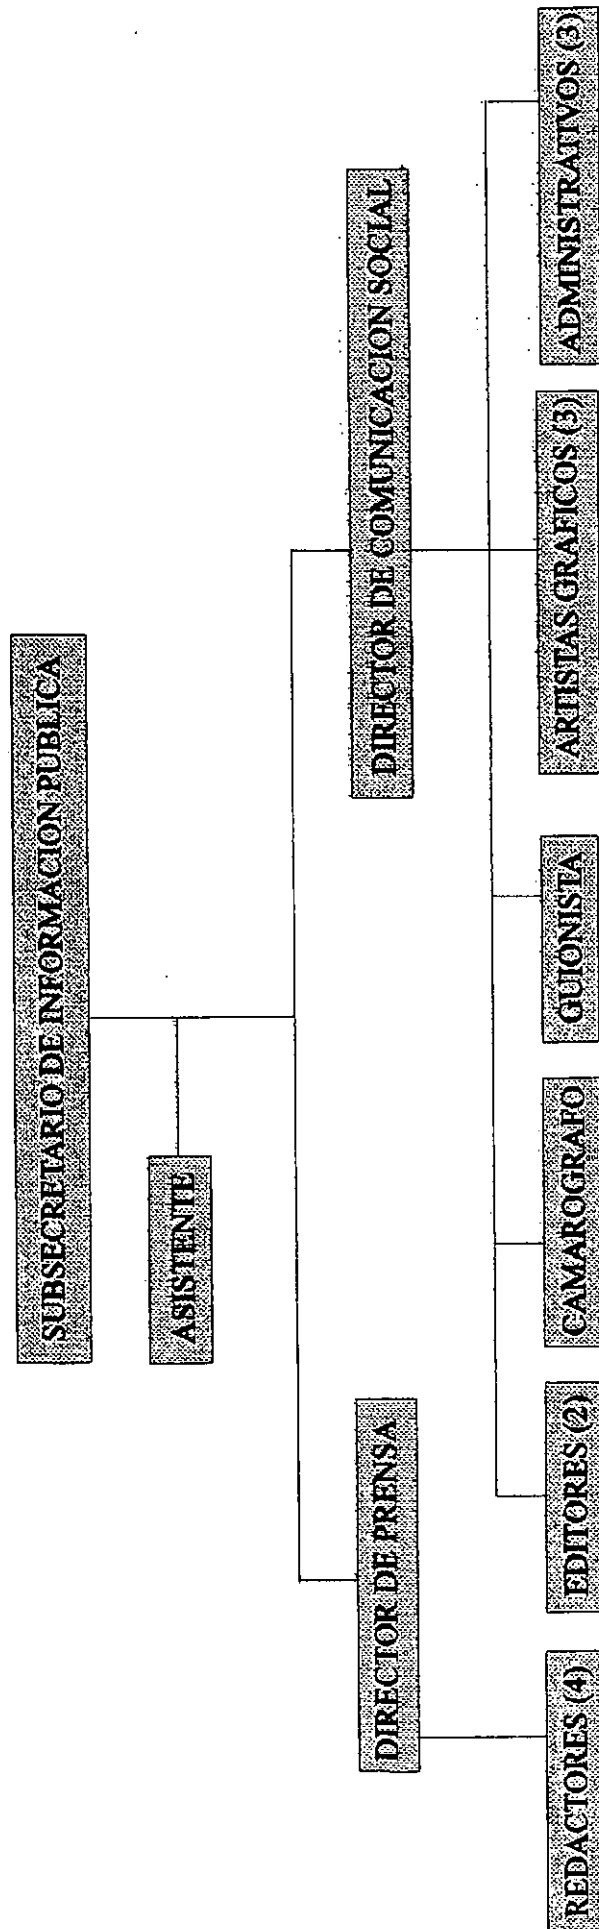 SUBSECRETARIO DE INFORMACION PUBLICA
ASISTENTE
DIRECTOR DE PRENSA
DIRECTOR DE COMUNICACION SOCIAL
REDACTORES (4)
EDITORES (2)
CAMAROGRAFO
GUIONISTA
ARTISTAS GRAFICOS (3)
ADMINISTRATIVOS (3)